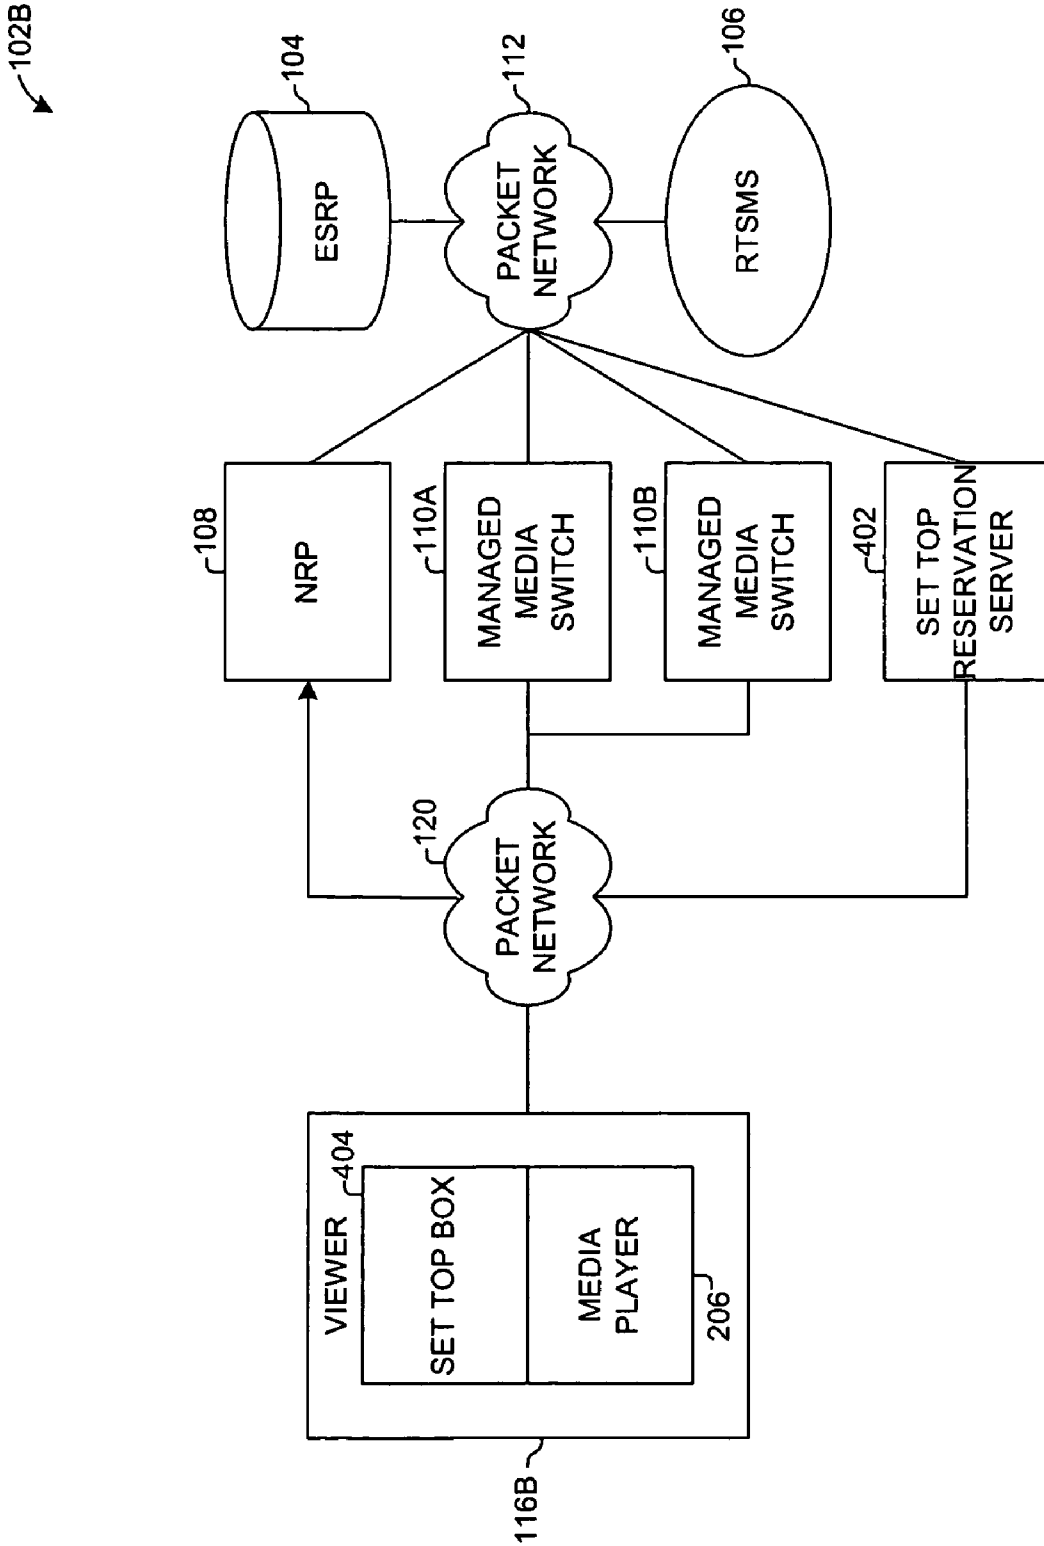 102B
VIEWER
404
SET TOP BOX
MEDIA
PLAYER
206
116B
120
PACKET
NETWORK
108
NRP
110A
MANAGED
MEDIA
SWITCH
110B
MANAGED
MEDIA
SWITCH
402
SET TOP
RESERVATION
SERVER
104
ESRP
112
PACKET
NETWORK
106
RTSMS